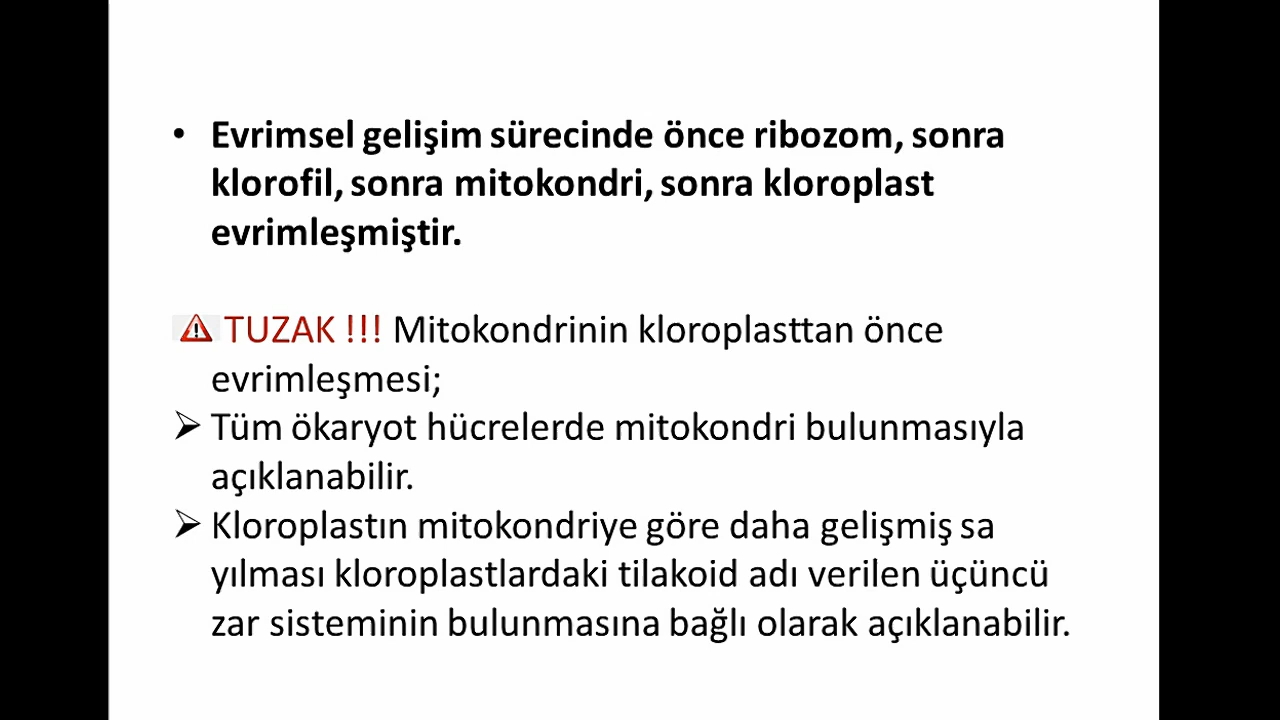 • Evrimsel gelişim sürecinde önce ribozom, sonra
klorofil, sonra mitokondri, sonra kloroplast
evrimleşmiştir.
TUZAK !!! Mitokondrinin kloroplasttan önce
evrimleşmesi;
➢ Tüm ökaryot hücrelerde mitokondri bulunmasıyla
açıklanabilir.
➢ Kloroplastın mitokondriye göre daha gelişmiş sa
yılması kloroplastlardaki tilakoid adı verilen üçüncü
zar sisteminin bulunmasına bağlı olarak açıklanabilir.